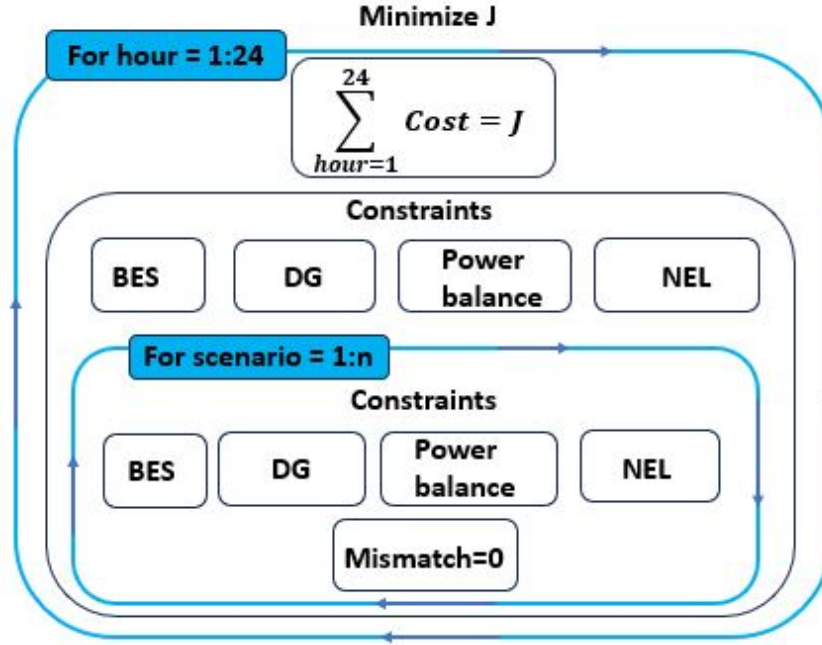 Minimize J
For hour = 1:24
24
∑ Cost = J
hour=1
Constraints
BES
DG
Power
balance
NEL
For scenario = 1:n
Constraints
BES
DG
Power
balance
NEL
Mismatch=0